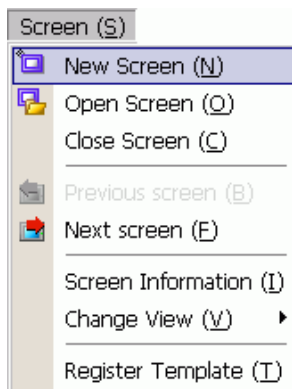 Screen (S)
New Screen (N)
Open Screen (O)
Close Screen (C)
Previous screen (B)
Next screen (F)
Screen Information (I)
Change View (V)
Register Template (T)